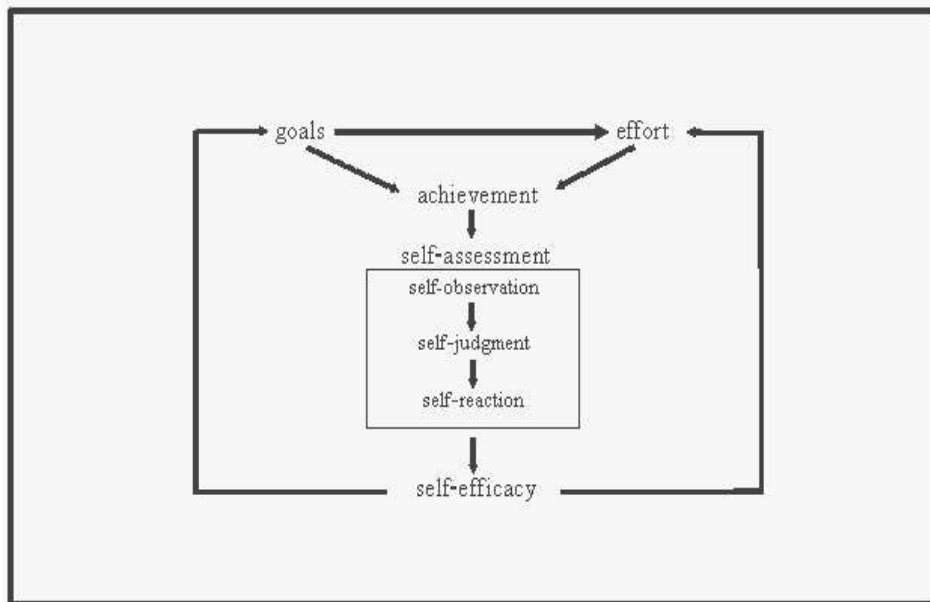 goals effort
achievement
self-assessment
self-observation
self-judgment
self-reaction
self-efficacy